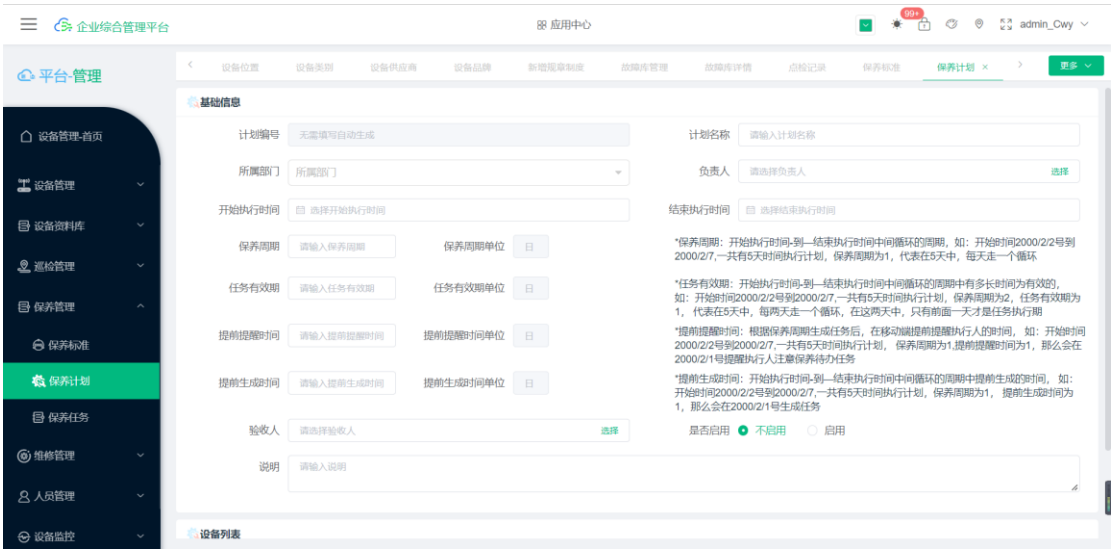 企业综合管理平台
应用中心
99+
admin_Cwy
平台-管理
设备位置 设备类别 设备供应商 设备品牌 新增规章制度 故障库管理 故障库详情 点检记录 保养标准 保养计划 × 更多
设备管理-首页
设备管理
设备资料库
巡检管理
保养管理
保养标准
保养计划
保养任务
维修管理
人员管理
设备监控
基础信息
计划编号 无需填写自动生成 计划名称 请输入计划名称
所属部门 所属部门 负责人 请选择负责人 选择
开始执行时间 选择开始执行时间 结束执行时间 选择结束执行时间
保养周期 请输入保养周期 保养周期单位 日
*保养周期：开始执行时间-到—结束执行时间中间循环的周期，如：开始时间2000/2/2号到
2000/2/7,一共有5天时间执行计划，保养周期为1，代表在5天中，每天走一个循环
任务有效期 请输入任务有效期 任务有效期单位 日
*任务有效期：开始执行时间-到—结束执行时间中间循环的周期中有多长时间为有效的，
如：开始时间2000/2/2号到2000/2/7,一共有5天时间执行计划，保养周期为2，任务有效期为
1， 代表在5天中，每两天走一个循环，在这两天中，只有前面一天才是任务执行期
提前提醒时间 请输入提前提醒时间 提前提醒时间单位 日
*提前提醒时间：根据保养周期生成任务后，在移动端提前提醒执行人的时间， 如：开始时间
2000/2/2号到2000/2/7,一共有5天时间执行计划， 保养周期为1,提前提醒时间为1，那么会在
2000/2/1号提醒执行人注意保养待办任务
提前生成时间 请输入提前生成时间 提前生成时间单位 日
*提前生成时间：开始执行时间-到—结束执行时间中间循环的周期中提前生成的时间， 如：
开始时间2000/2/2号到2000/2/7,一共有5天时间执行计划，保养周期为1， 提前生成时间为
1，那么会在2000/2/1号生成任务
验收人 请选择验收人 选择 是否启用 不启用 启用
说明 请输入说明
设备列表